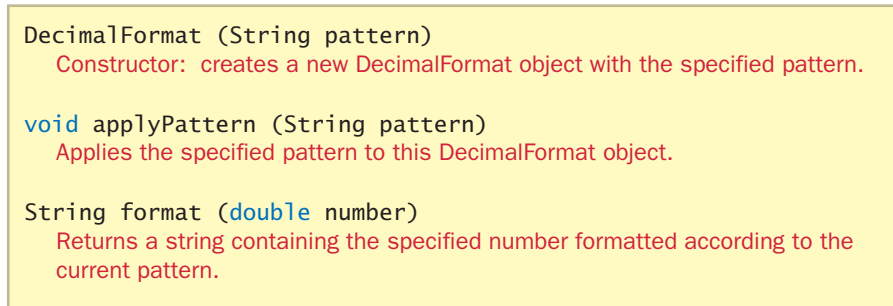 DecimalFormat (String pattern)
Constructor: creates a new DecimalFormat object with the specified pattern.
void applyPattern (String pattern)
Applies the specified pattern to this DecimalFormat object.
String format (double number)
Returns a string containing the specified number formatted according to the
current pattern.